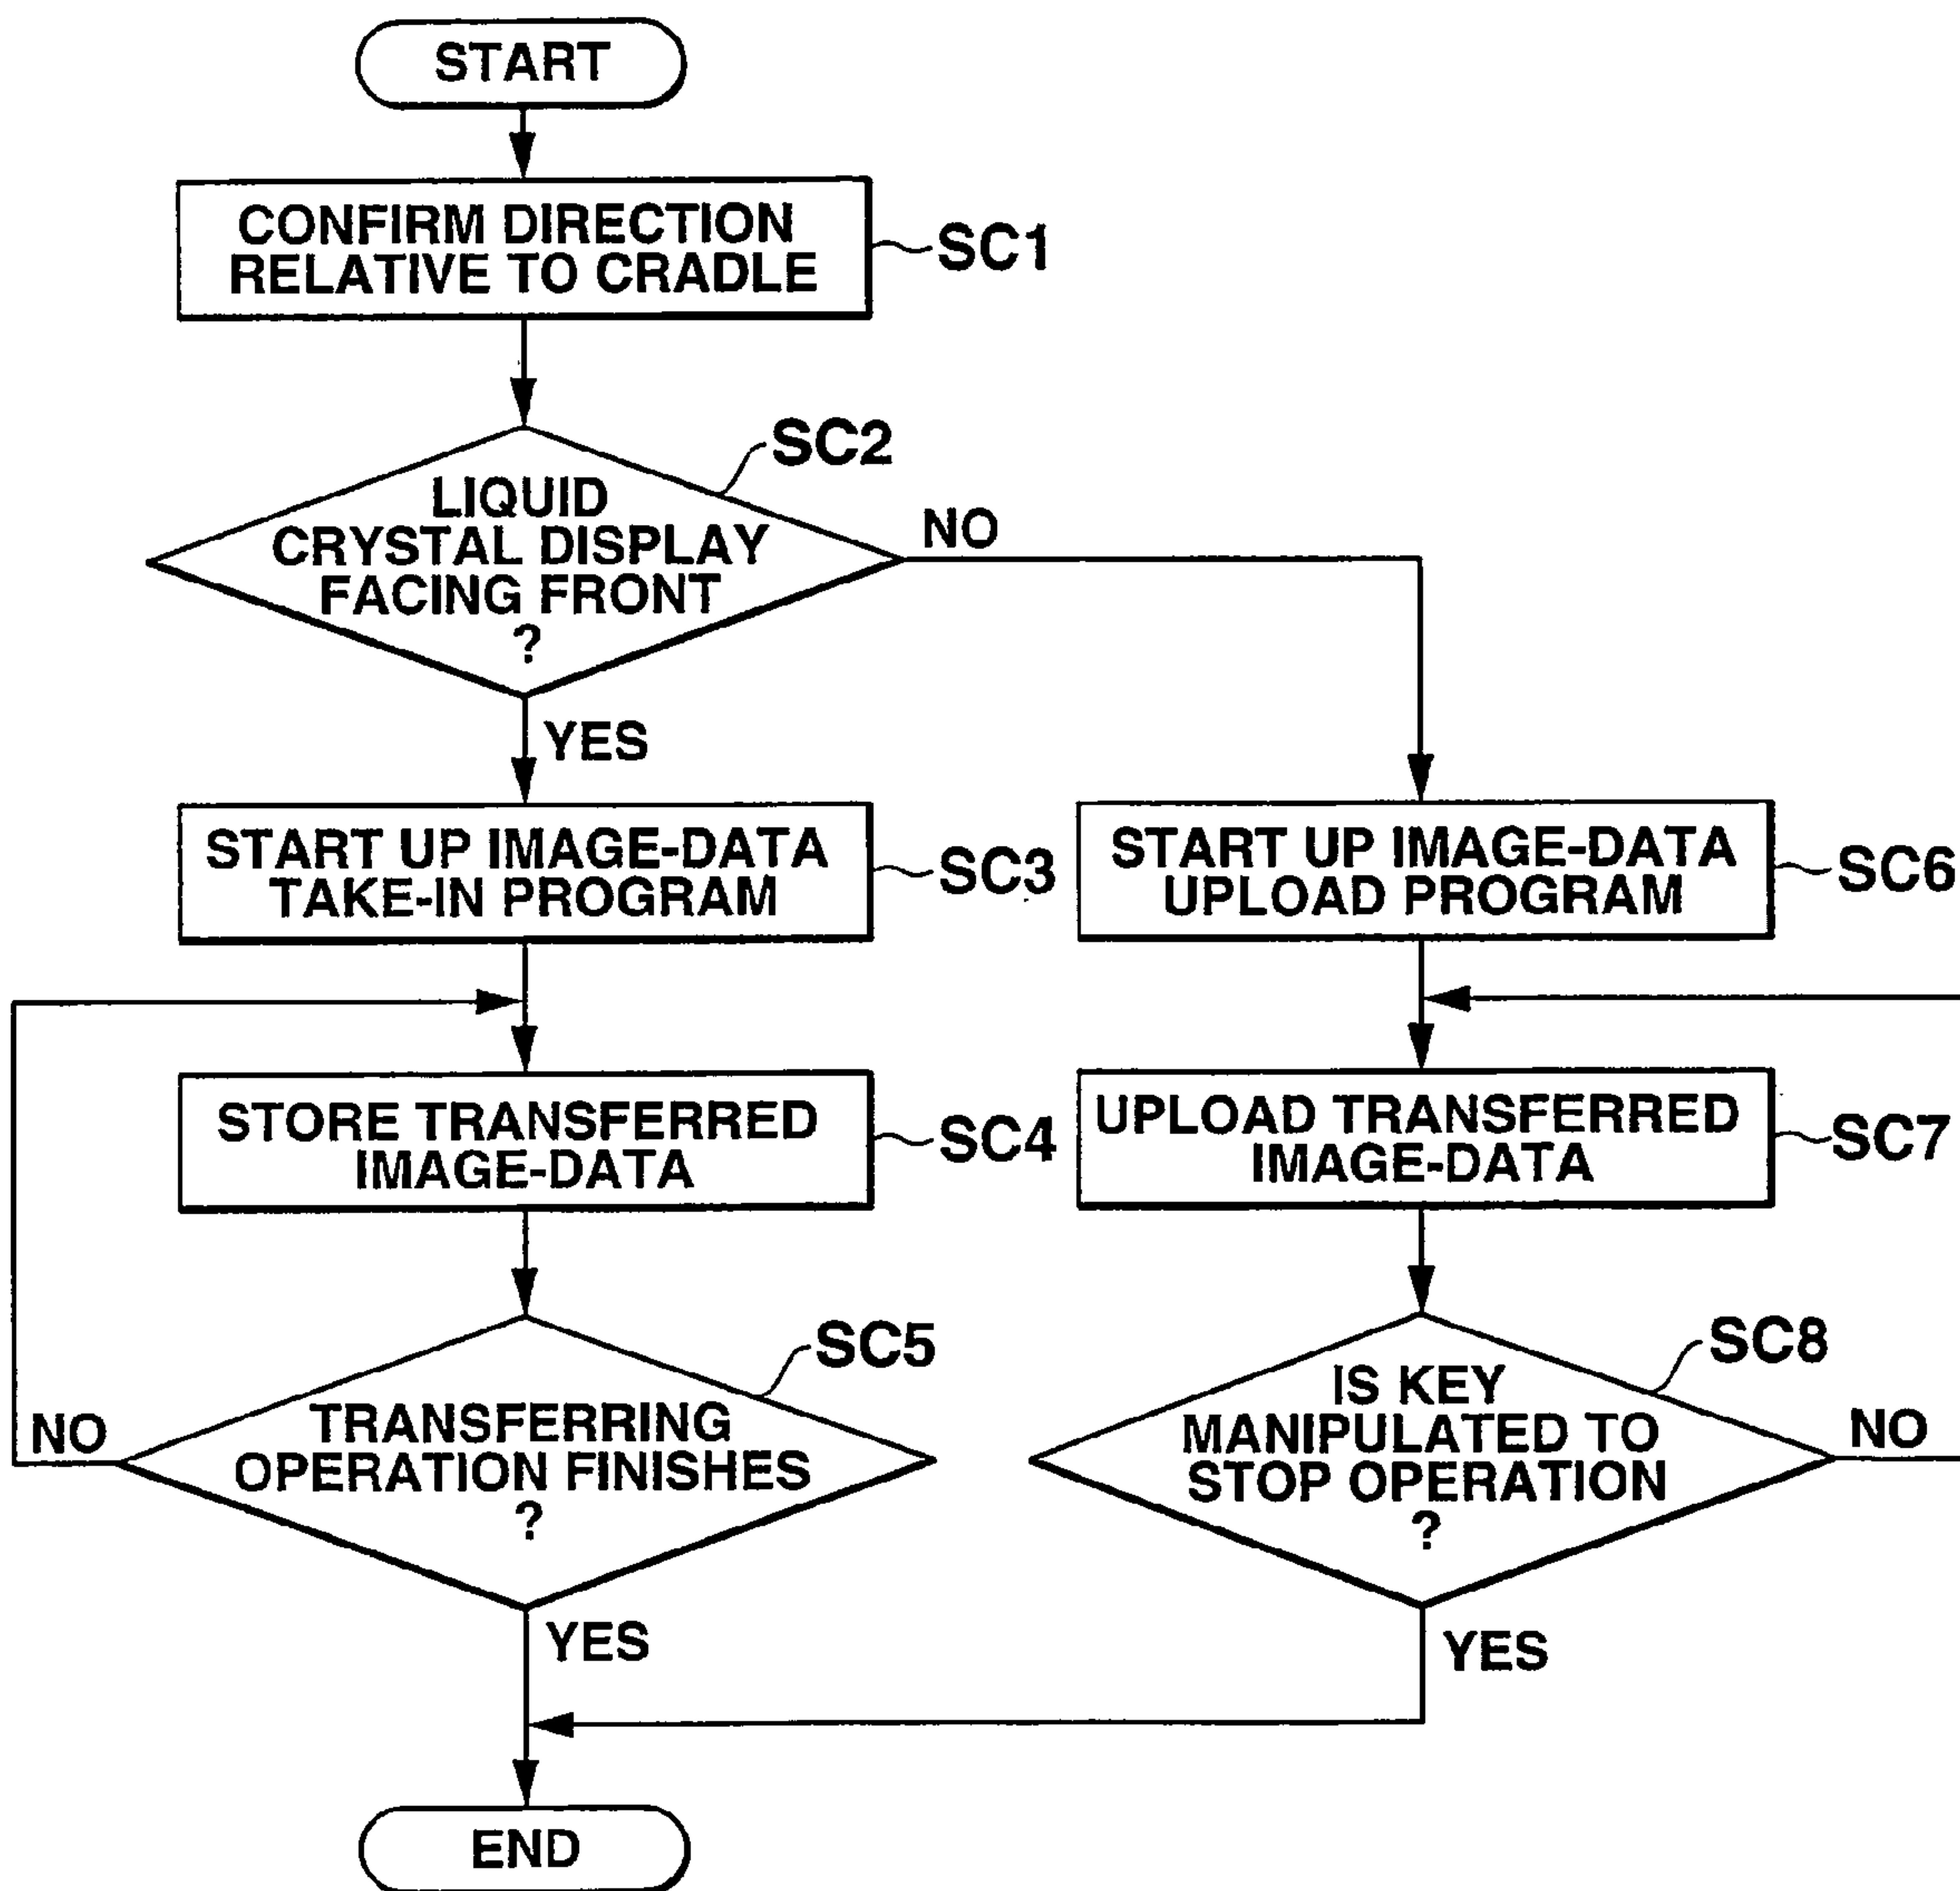 START
CONFIRM DIRECTION
RELATIVE TO CRADLE
SC1
SC2
LIQUID
CRYSTAL DISPLAY
FACING FRONT
?
NO
YES
START UP IMAGE-DATA
TAKE-IN PROGRAM
SC3
START UP IMAGE-DATA
UPLOAD PROGRAM
SC6
STORE TRANSFERRED
IMAGE-DATA
SC4
UPLOAD TRANSFERRED
IMAGE-DATA
SC7
SC5
TRANSFERRING
OPERATION FINISHES
?
NO
YES
SC8
IS KEY
MANIPULATED TO
STOP OPERATION
?
NO
YES
END